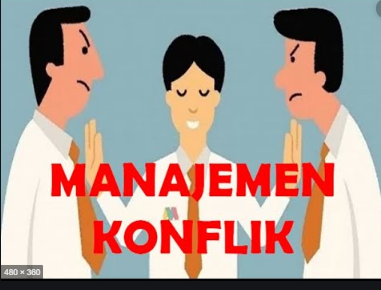 MANAJEMEN
KONFLIK
480 × 360